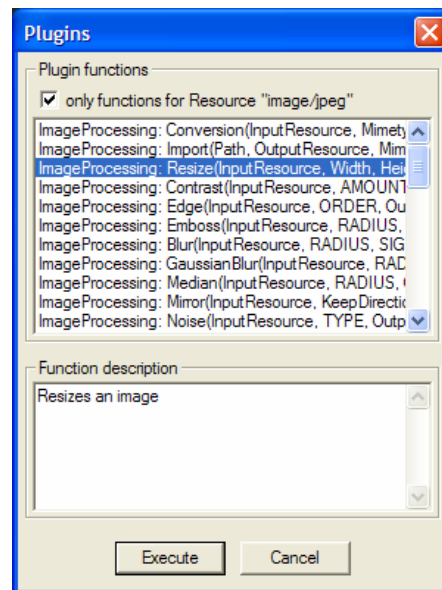 Plugins
Plugin functions
only functions for Resource "image/jpeg"
ImageProcessing: Conversion(InputResource, Mimety
ImageProcessing: Import(Path, OutputResource, Mim
ImageProcessing: Resize(InputResource, Width, Hei
ImageProcessing: Contrast(InputResource, AMOUNT
ImageProcessing: Edge(InputResource, ORDER, Ou
ImageProcessing: Emboss(InputResource, RADIUS,
ImageProcessing: Blur(InputResource, RADIUS, SIG
ImageProcessing: GaussianBlur(InputResource, RAD
ImageProcessing: Median(InputResource, RADIUS,
ImageProcessing: Mirror(InputResource, KeepDirectio
ImageProcessing: Noise(InputResource, TYPE, Outp
Function description
Resizes an image
Execute Cancel